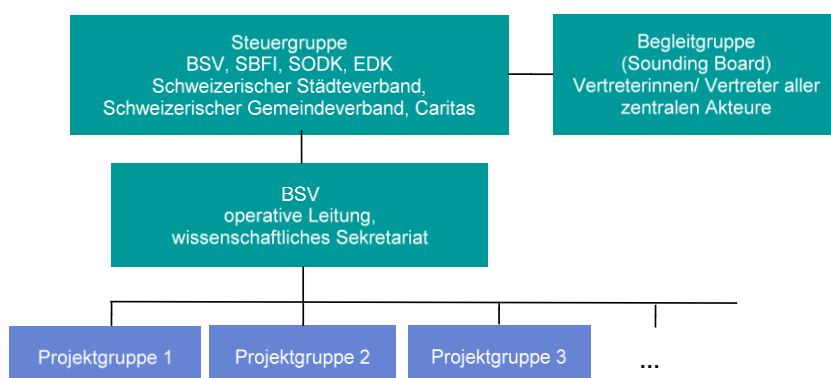 Steuergruppe
BSV, SBFI, SODK, EDK
Schweizerischer Städteverband,
Schweizerischer Gemeindeverband, Caritas
Begleitgruppe
(Sounding Board)
Vertreterinnen/ Vertreter aller
zentralen Akteure
BSV
operative Leitung,
wissenschaftliches Sekretariat
Projektgruppe 1
Projektgruppe 2
Projektgruppe 3
...